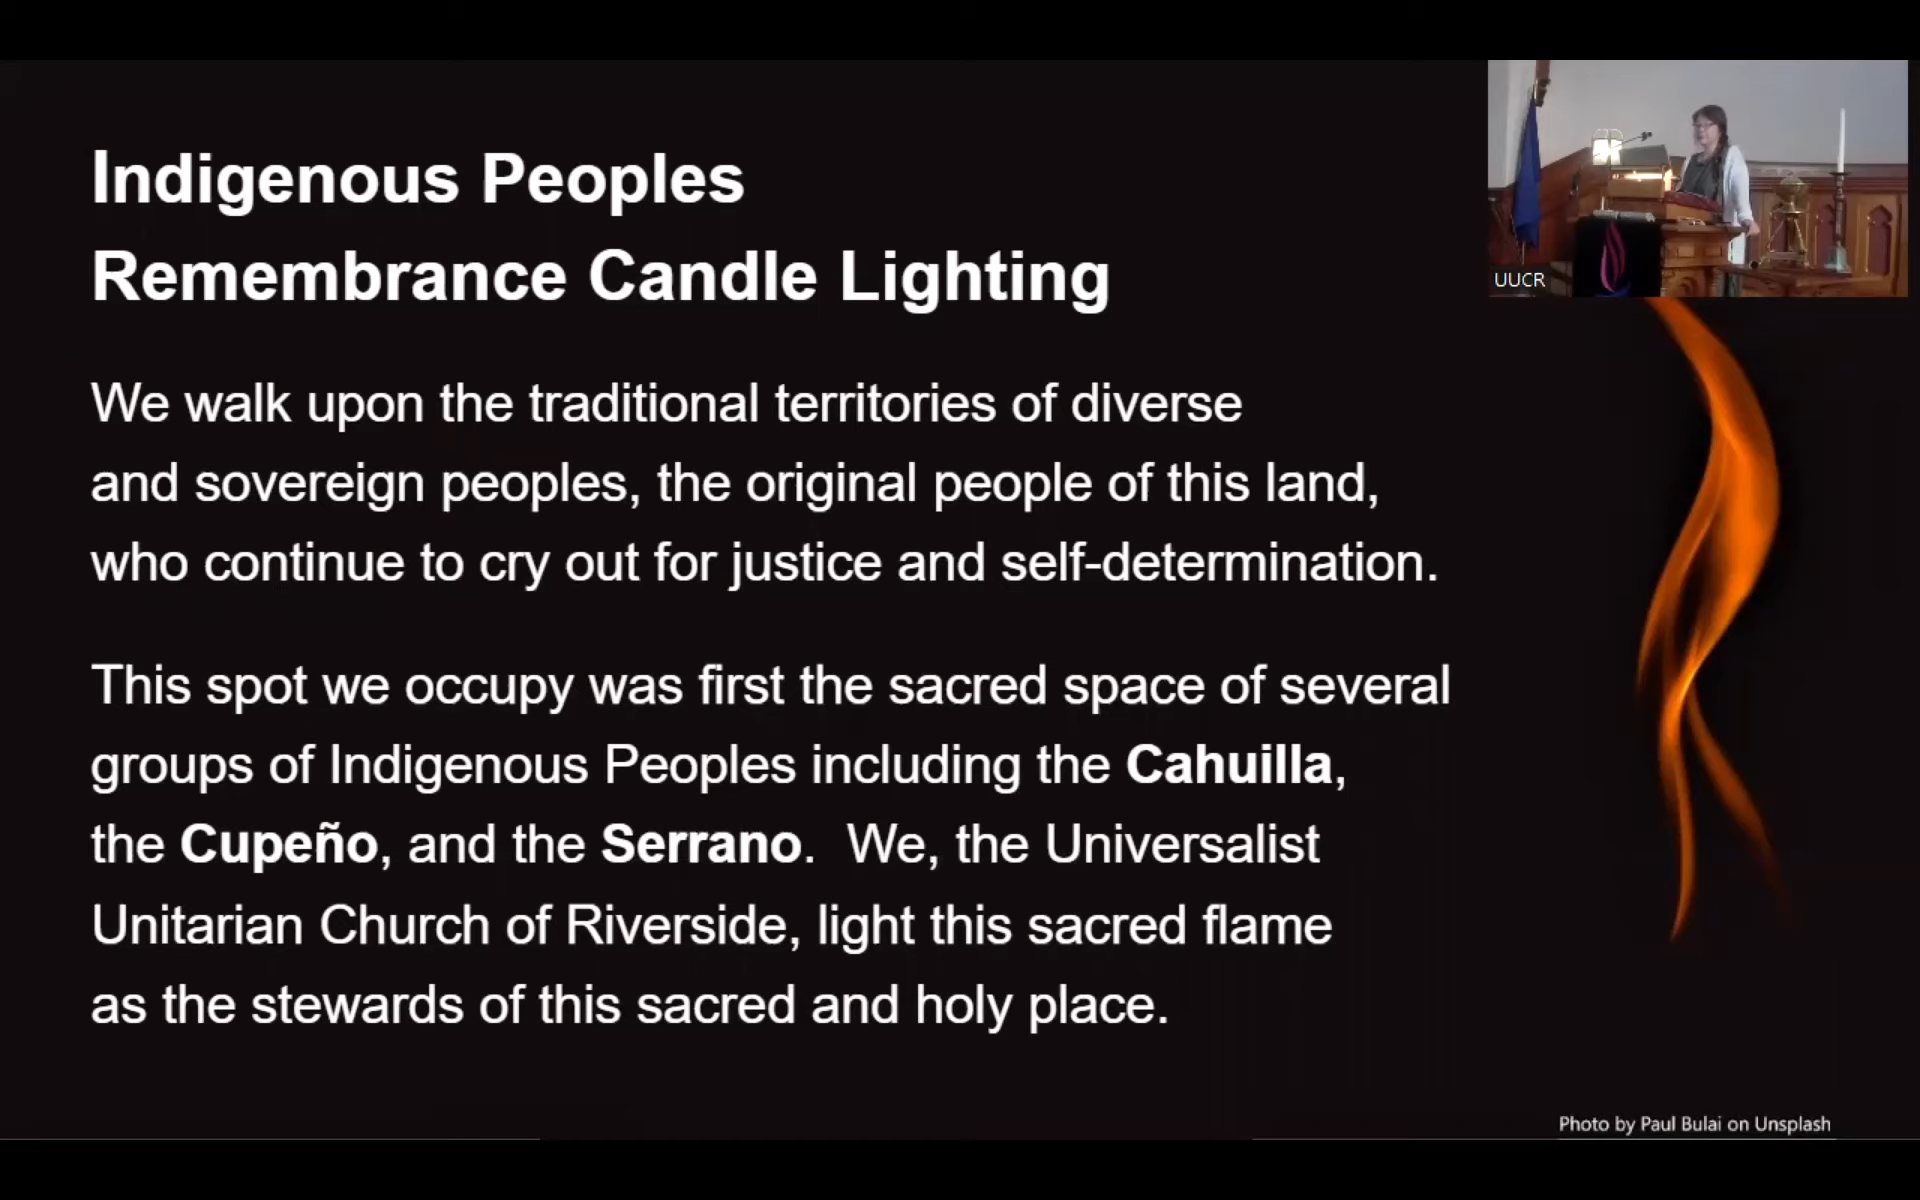 Indigenous Peoples
Remembrance Candle Lighting
We walk upon the traditional territories of diverse
and sovereign peoples, the original people of this land,
who continue to cry out for justice and self-determination.
This spot we occupy was first the sacred space of several
groups of Indigenous Peoples including the Cahuilla,
the Cupeño, and the Serrano.  We, the Universalist
Unitarian Church of Riverside, light this sacred flame
as the stewards of this sacred and holy place.
UUCR
Photo by Paul Bulai on Unsplash